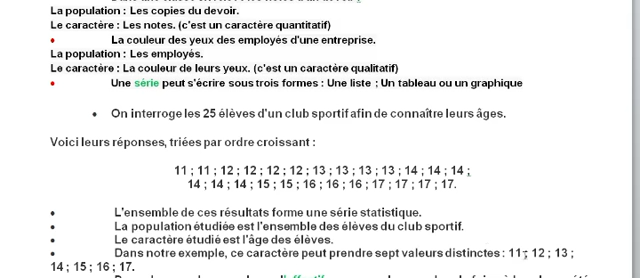 La population : Les copies du devoir.
Le caractère : Les notes. (c'est un caractère quantitatif)
• La couleur des yeux des employés d'une entreprise.
La population : Les employés.
Le caractère : La couleur de leurs yeux. (c'est un caractère qualitatif)
• Une série peut s'écrire sous trois formes : Une liste ; Un tableau ou un graphique
• On interroge les 25 élèves d'un club sportif afin de connaître leurs âges.
Voici leurs réponses, triées par ordre croissant :
11 ; 11 ; 12 ; 12 ; 12 ; 12 ; 13 ; 13 ; 13 ; 13 ; 14 ; 14 ; 14 ;
14 ; 14 ; 14 ; 15 ; 15 ; 16 ; 16 ; 16 ; 17 ; 17 ; 17 ; 17.
• L'ensemble de ces résultats forme une série statistique.
• La population étudiée est l'ensemble des élèves du club sportif.
• Le caractère étudié est l'âge des élèves.
• Dans notre exemple, ce caractère peut prendre sept valeurs distinctes : 11 ; 12 ; 13 ;
14 ; 15 ; 16 ; 17.